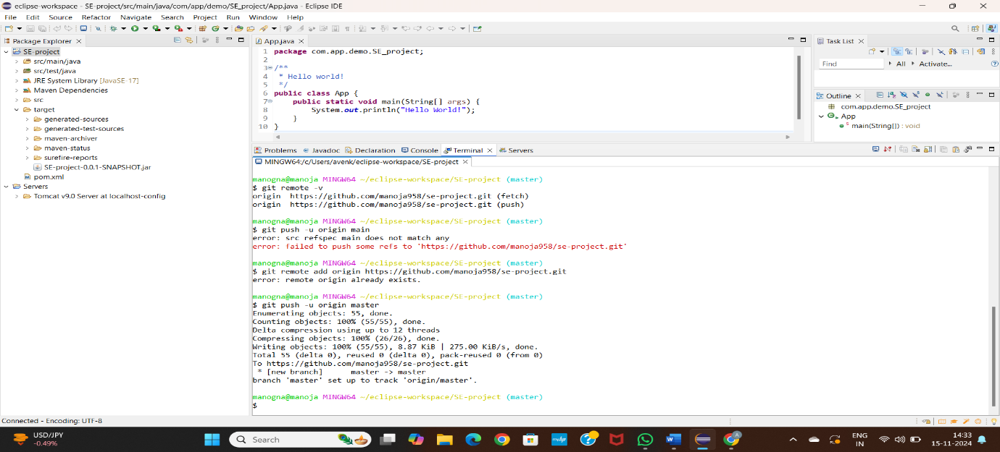 eclipse-workspace - SE-project/src/main/java/com/app/demo/SE_project/App.java - Eclipse IDE
File Edit Source Refactor Navigate Search Project Run Window Help
Package Explorer
SE-project
src/main/java
src/test/java
JRE System Library [JavaSE-17]
Maven Dependencies
src
target
generated-sources
generated-test-sources
maven-archiver
maven-status
surefire-reports
SE-project-0.0.1-SNAPSHOT.jar
pom.xml
Servers
Tomcat v9.0 Server at localhost-config
App.java
1 package com.app.demo.SE_project;
2
3 /**
4 * Hello world!
5 */
6 public class App {
7 public static void main(String[] args) {
8 System.out.println("Hello World!");
9 }
10 }
Task List
Find All Activate...
Outline
com.app.demo.SE_project
App
main(String[]) : void
Problems Javadoc Declaration Console Terminal Servers
MINGW64:/c/Users/avenk/eclipse-workspace/SE-project
manogna@manoja MINGW64 ~/eclipse-workspace/SE-project (master)
$ git remote -v
origin https://github.com/manoja958/se-project.git (fetch)
origin https://github.com/manoja958/se-project.git (push)
manogna@manoja MINGW64 ~/eclipse-workspace/SE-project (master)
$ git push -u origin main
error: src refspec main does not match any
error: failed to push some refs to 'https://github.com/manoja958/se-project.git'
manogna@manoja MINGW64 ~/eclipse-workspace/SE-project (master)
$ git remote add origin https://github.com/manoja958/se-project.git
error: remote origin already exists.
manogna@manoja MINGW64 ~/eclipse-workspace/SE-project (master)
$ git push -u origin master
Enumerating objects: 55, done.
Counting objects: 100% (55/55), done.
Delta compression using up to 12 threads
Compressing objects: 100% (26/26), done.
Writing objects: 100% (55/55), 8.87 KiB | 275.00 KiB/s, done.
Total 55 (delta 0), reused 0 (delta 0), pack-reused 0 (from 0)
To https://github.com/manoja958/se-project.git
* [new branch] master -> master
branch 'master' set up to track 'origin/master'.
manogna@manoja MINGW64 ~/eclipse-workspace/SE-project (master)
$
Connected - Encoding: UTF-8
USD/JPY
-0.49%
Search
ENG
IN
14:33
15-11-2024